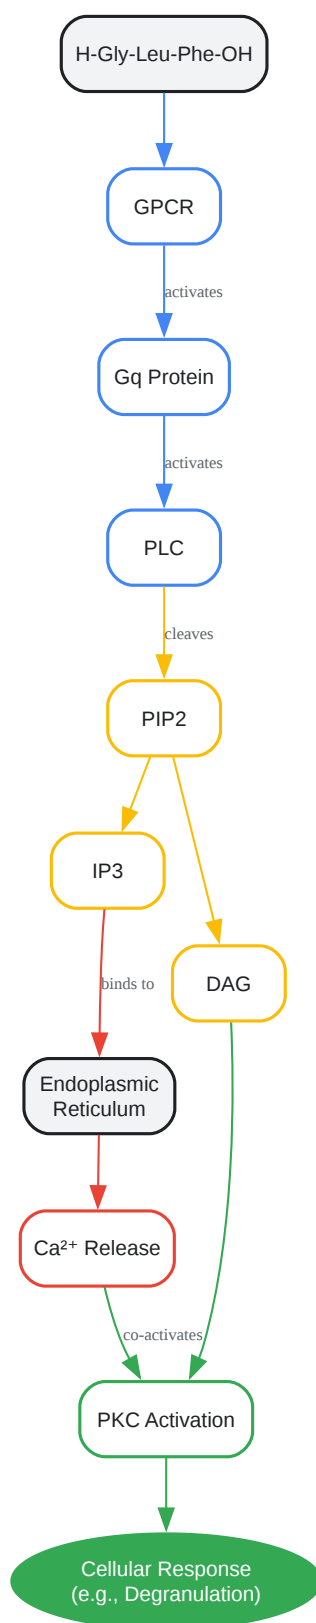 H-Gly-Leu-Phe-OH
GPCR
activates
Gq Protein
activates
PLC
cleaves
PIP2
IP3
DAG
binds to
Endoplasmic
Reticulum
Ca²⁺ Release
co-activates
PKC Activation
Cellular Response
(e.g., Degranulation)